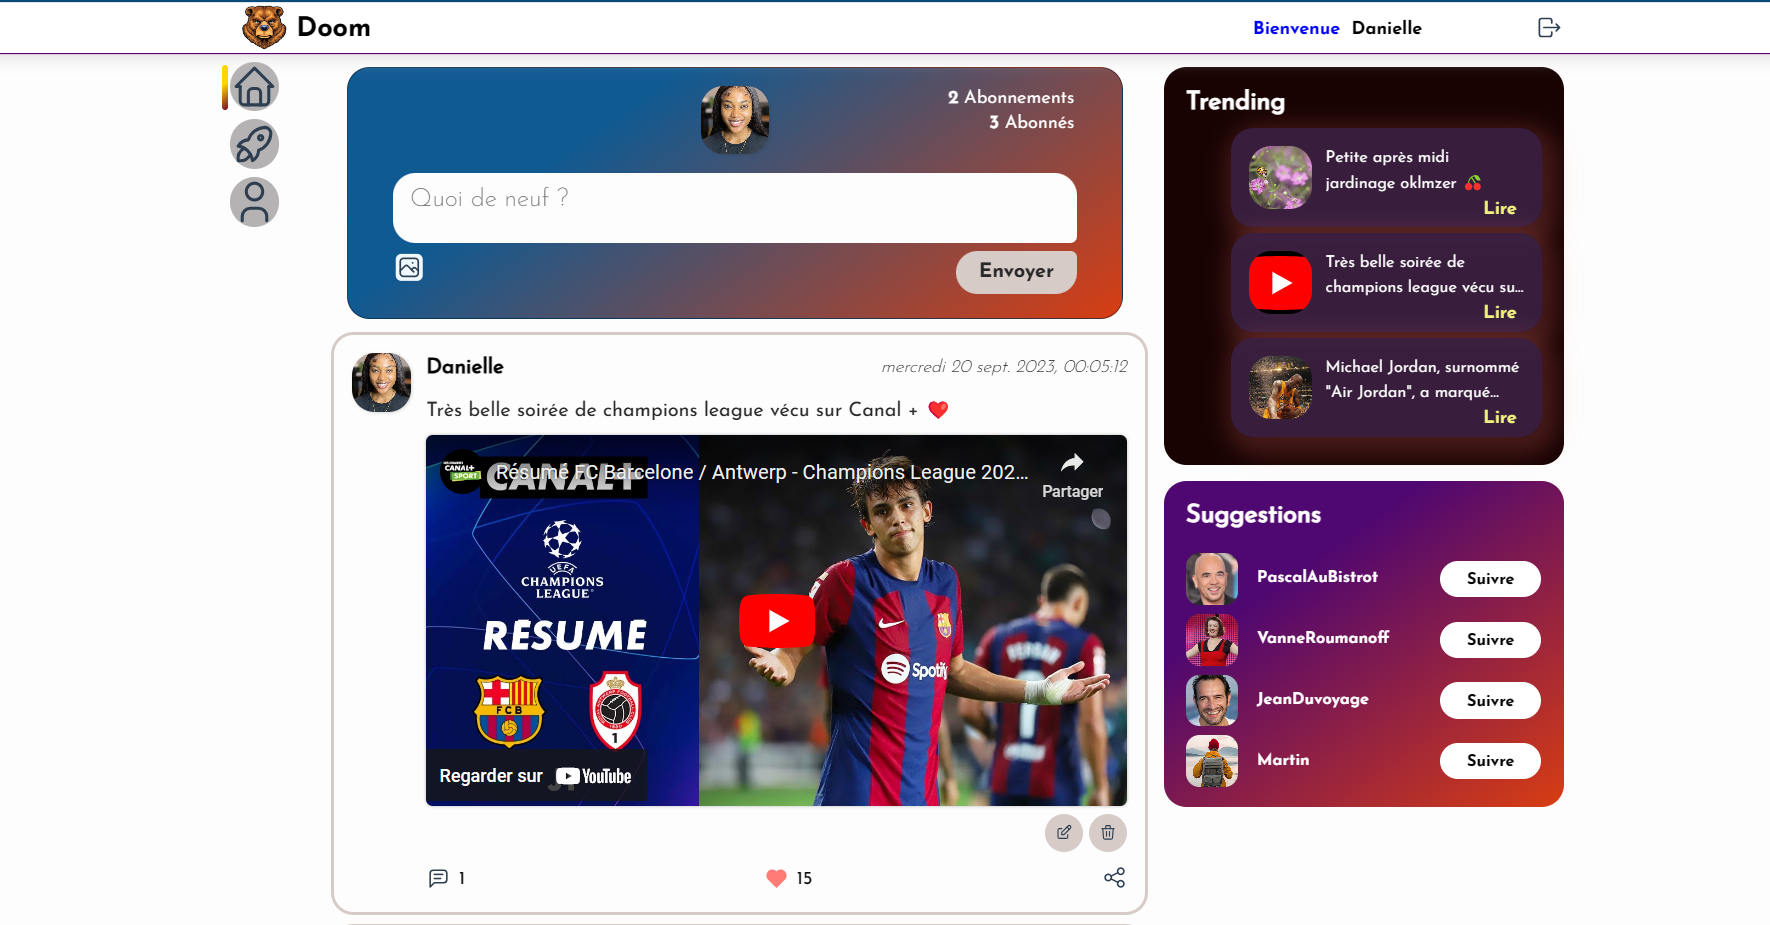 Doom
Bienvenue Danielle
2 Abonnements
3 Abonnés
Quoi de neuf ?
Envoyer
Danielle
mercredi 20 sept. 2023, 00:05:12
Très belle soirée de champions league vécu sur Canal + ❤️
CANAL+
SPORT
CANAL+
Résumé FC Barcelone / Antwerp - Champions League 202...
Partager
UEFA
CHAMPIONS
LEAGUE
RÉSUMÉ
FCB
1
Spotify
Regarder sur YouTube
1
15
Trending
Petite après midi
jardinage oklmzer 🍒
Lire
Très belle soirée de
champions league vécu su...
Lire
Michael Jordan, surnommé
"Air Jordan", a marqué...
Lire
Suggestions
PascalAuBistrot
Suivre
VanneRoumanoff
Suivre
JeanDuvoyage
Suivre
Martin
Suivre